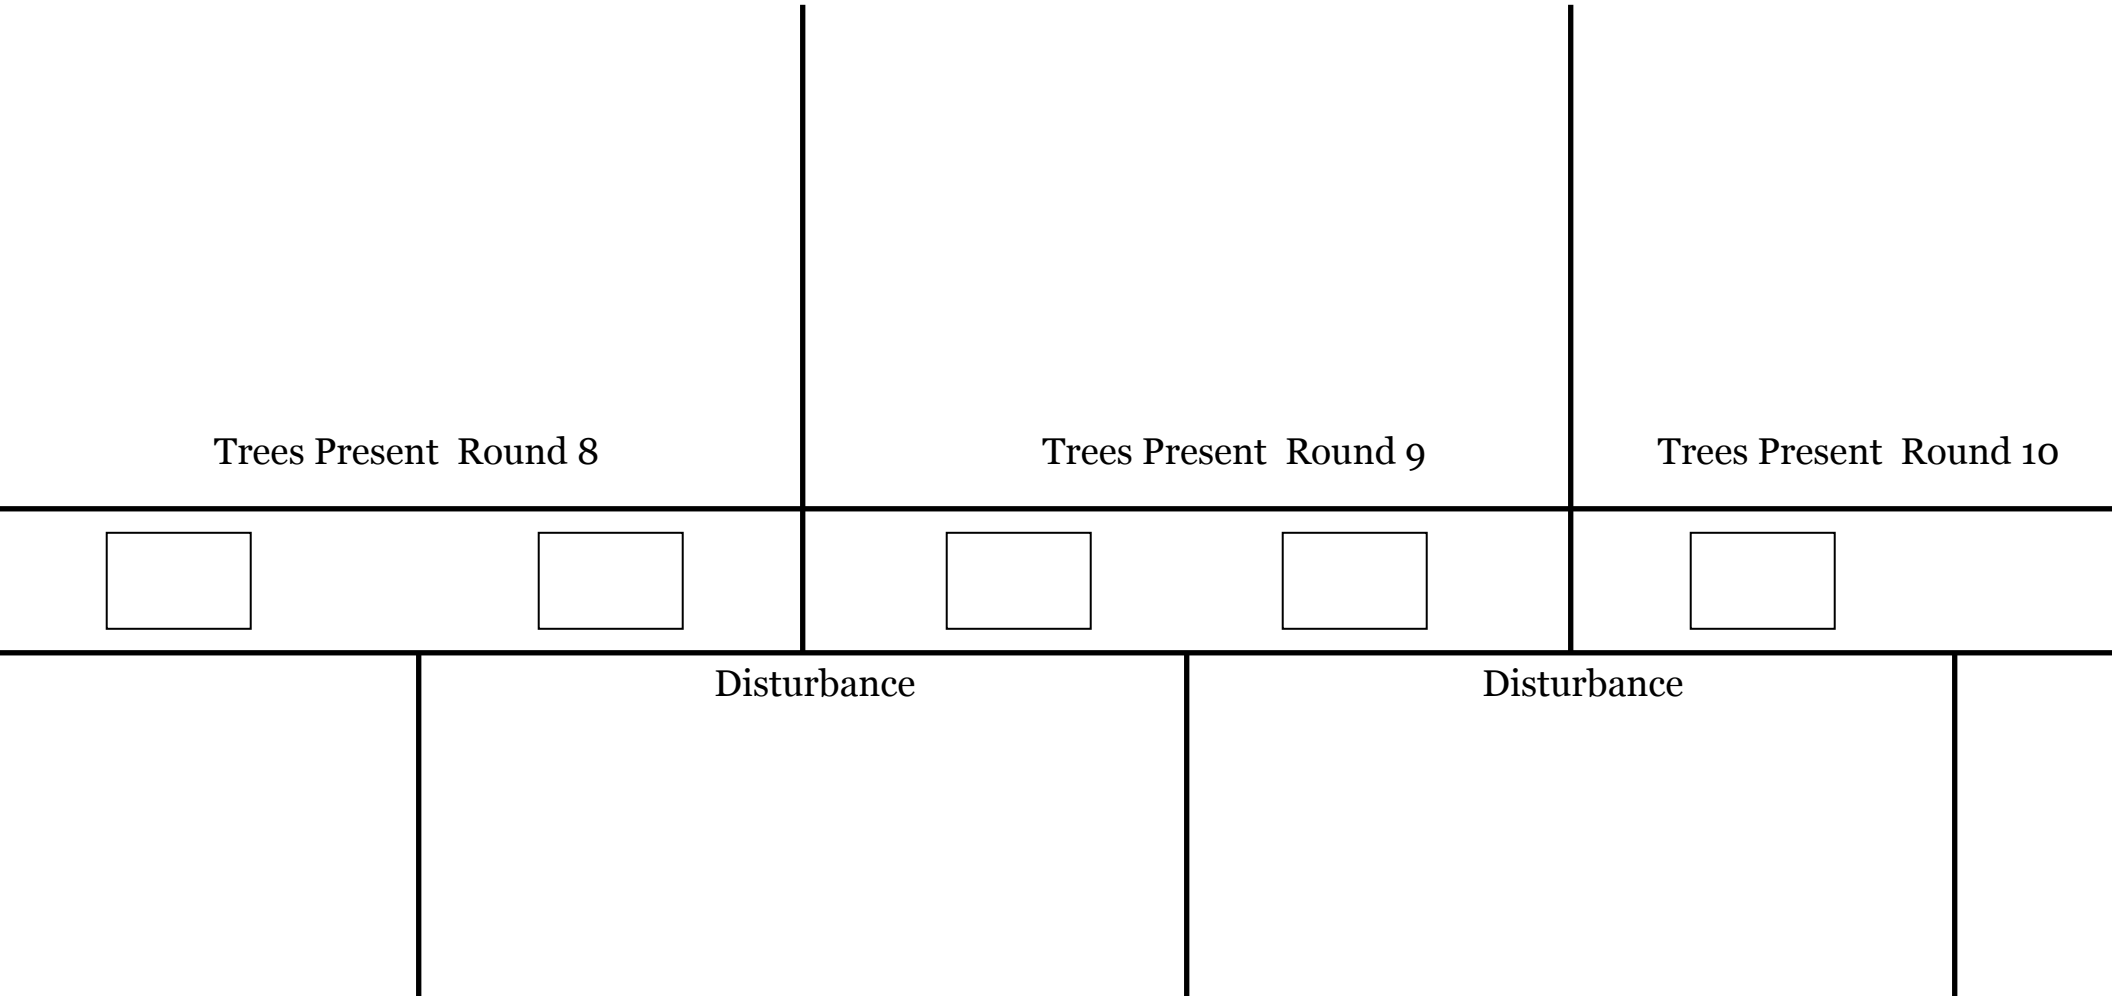 Trees Present  Round 8
Trees Present  Round 9
Trees Present  Round 10
Disturbance
Disturbance